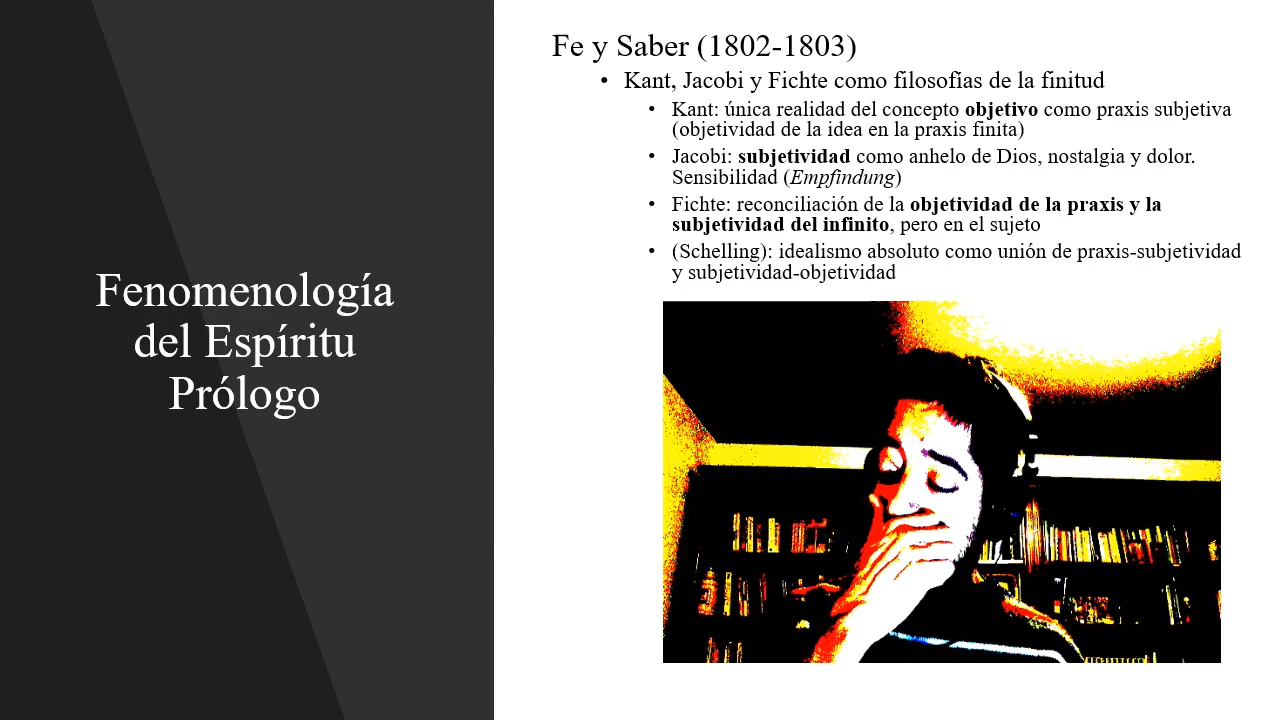 Fenomenología
del Espíritu
Prólogo
Fe y Saber (1802-1803)
• Kant, Jacobi y Fichte como filosofías de la finitud
• Kant: única realidad del concepto objetivo como praxis subjetiva
(objetividad de la idea en la praxis finita)
• Jacobi: subjetividad como anhelo de Dios, nostalgia y dolor.
Sensibilidad (Empfindung)
• Fichte: reconciliación de la objetividad de la praxis y la
subjetividad del infinito, pero en el sujeto
• (Schelling): idealismo absoluto como unión de praxis-subjetividad
y subjetividad-objetividad